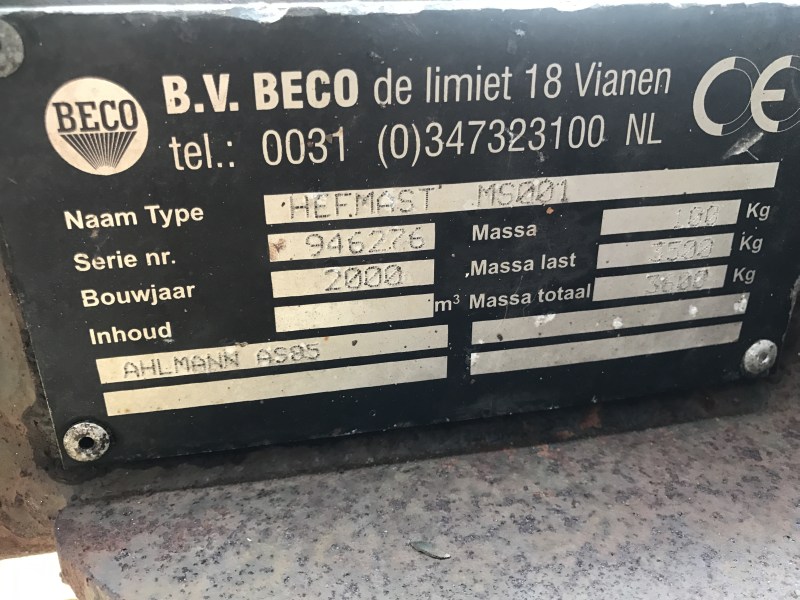 BECO
B.V. BECO de limiet 18 Vianen CE
tel.: 0031 (0)347323100 NL
Naam Type HEFMAST MS001
Serie nr. 946276
Bouwjaar 2000
Inhoud m³
AHLMANN AS85
Massa 100 Kg
Massa last 3500 Kg
Massa totaal 3600 Kg